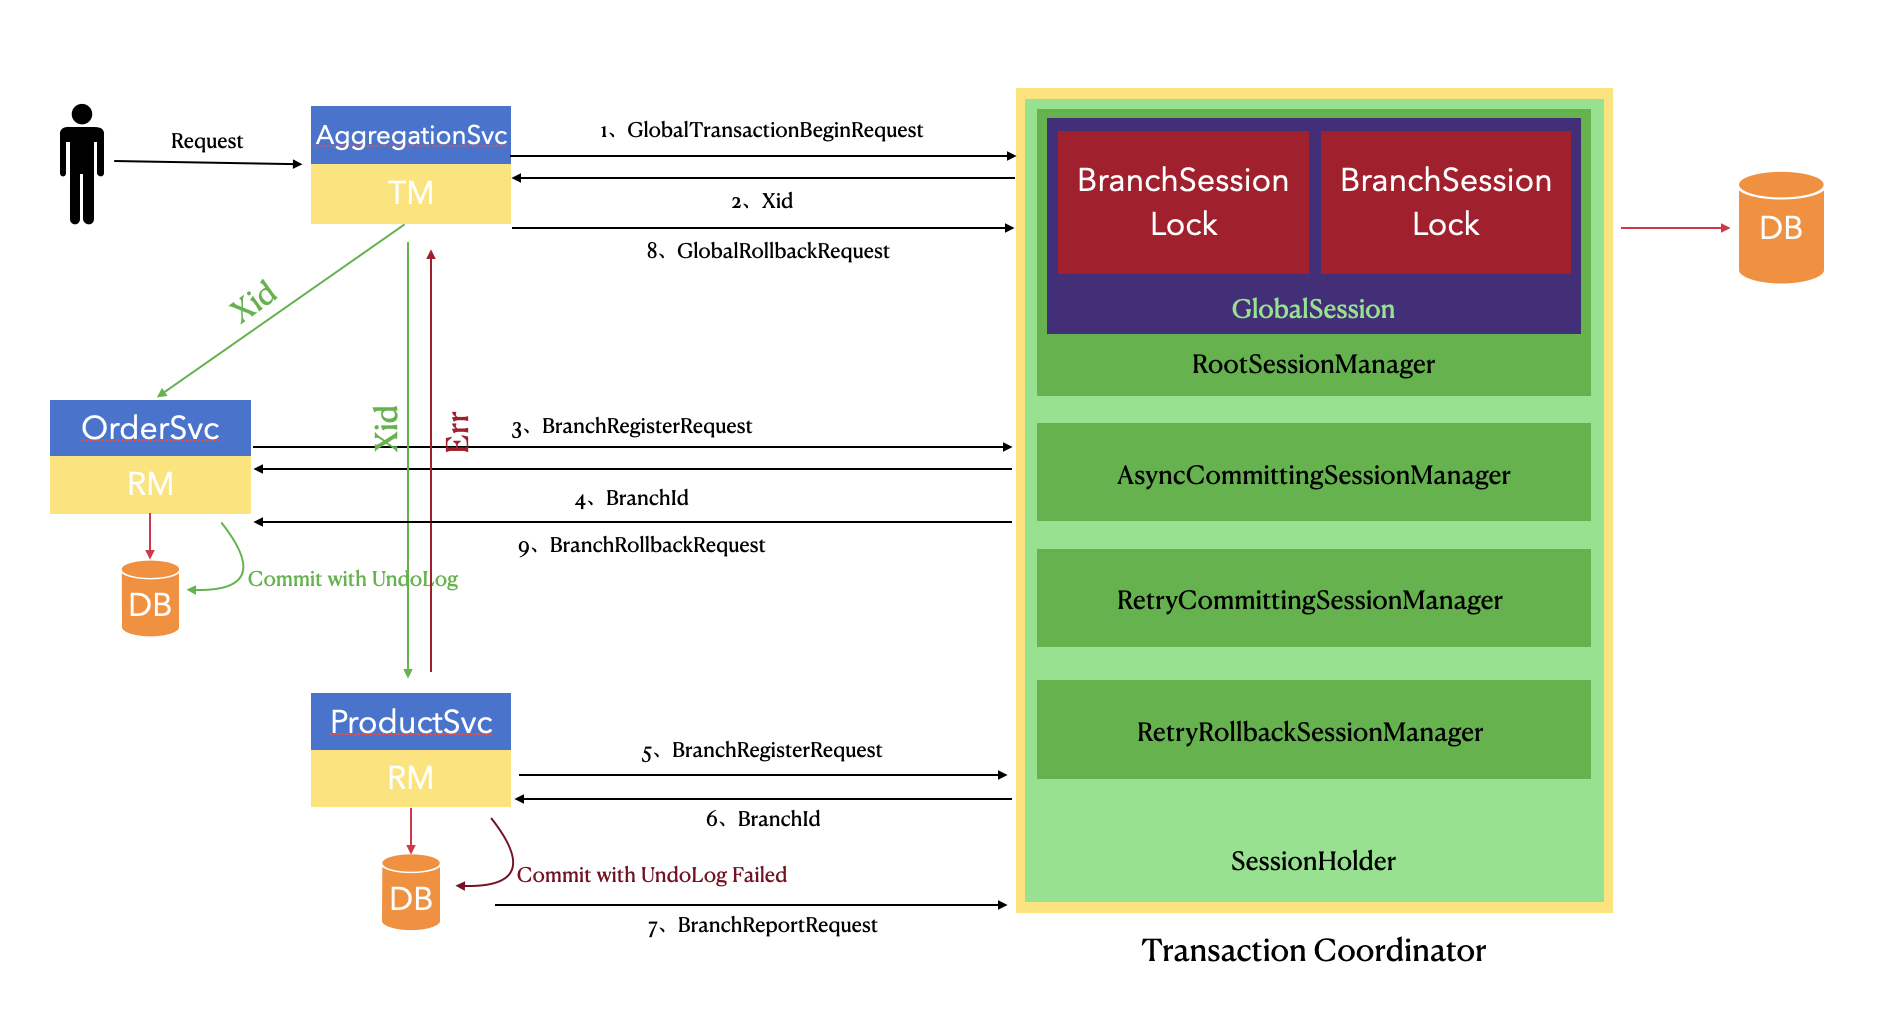 Request
AggregationSvc
TM
1、GlobalTransactionBeginRequest
2、Xid
8、GlobalRollbackRequest
BranchSession
Lock
BranchSession
Lock
GlobalSession
RootSessionManager
DB
Xid
Xid
Err
OrderSvc
RM
DB
Commit with UndoLog
3、BranchRegisterRequest
4、BranchId
9、BranchRollbackRequest
AsyncCommittingSessionManager
RetryCommittingSessionManager
RetryRollbackSessionManager
SessionHolder
ProductSvc
RM
DB
5、BranchRegisterRequest
6、BranchId
Commit with UndoLog Failed
7、BranchReportRequest
Transaction Coordinator